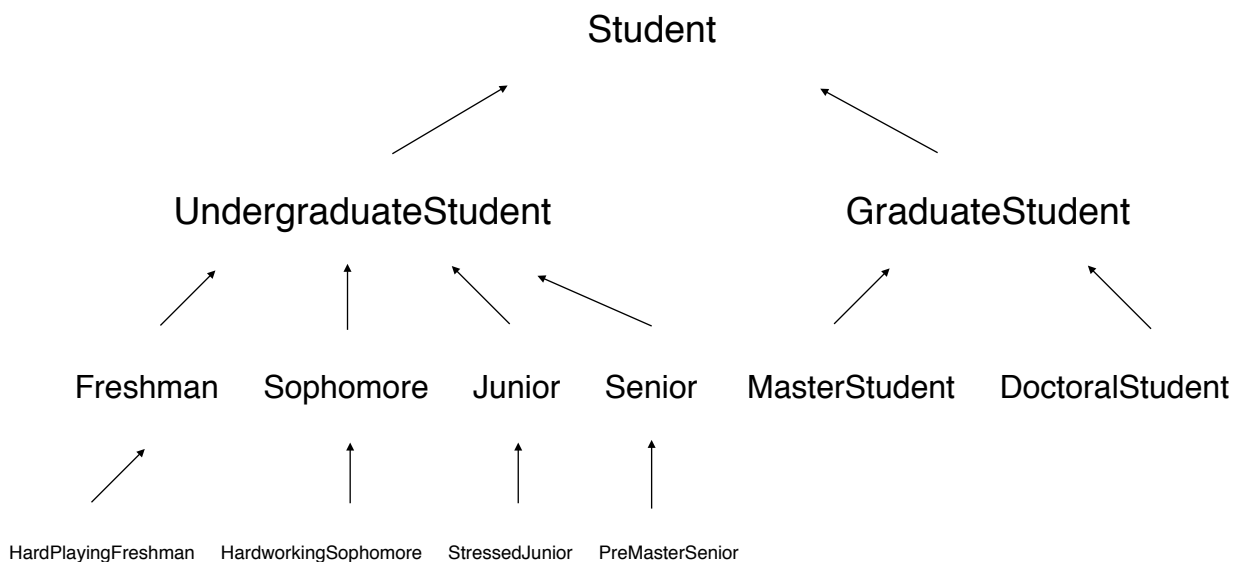 Student
UndergraduateStudent GraduateStudent
Freshman Sophomore Junior Senior MasterStudent DoctoralStudent
HardPlayingFreshman HardworkingSophomore StressedJunior PreMasterSenior